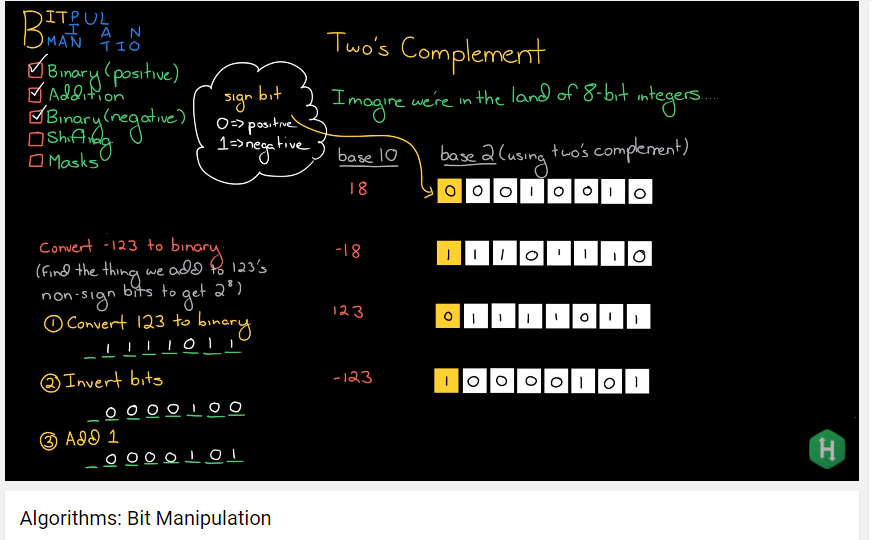 BITPUL
I A N
MAN TIO
Binary (positive)
Addition
Binary (negative)
Shifting
Masks
sign bit
0=> positive
1=> negative
Two's Complement
Imagine we're in the land of 8-bit integers.....
base 10 base 2 (using two's complement)
18 0 0 0 1 0 0 1 0
-18 1 1 1 0 1 1 1 0
123 0 1 1 1 1 0 1 1
-123 1 0 0 0 0 1 0 1
Convert -123 to binary
(Find the thing we add to 123's
non-sign bits to get 2⁸)
① Convert 123 to binary
_ 1 1 1 1 0 1 1
② Invert bits
_ 0 0 0 0 1 0 0
③ Add 1
_ 0 0 0 0 1 0 1
H
Algorithms: Bit Manipulation